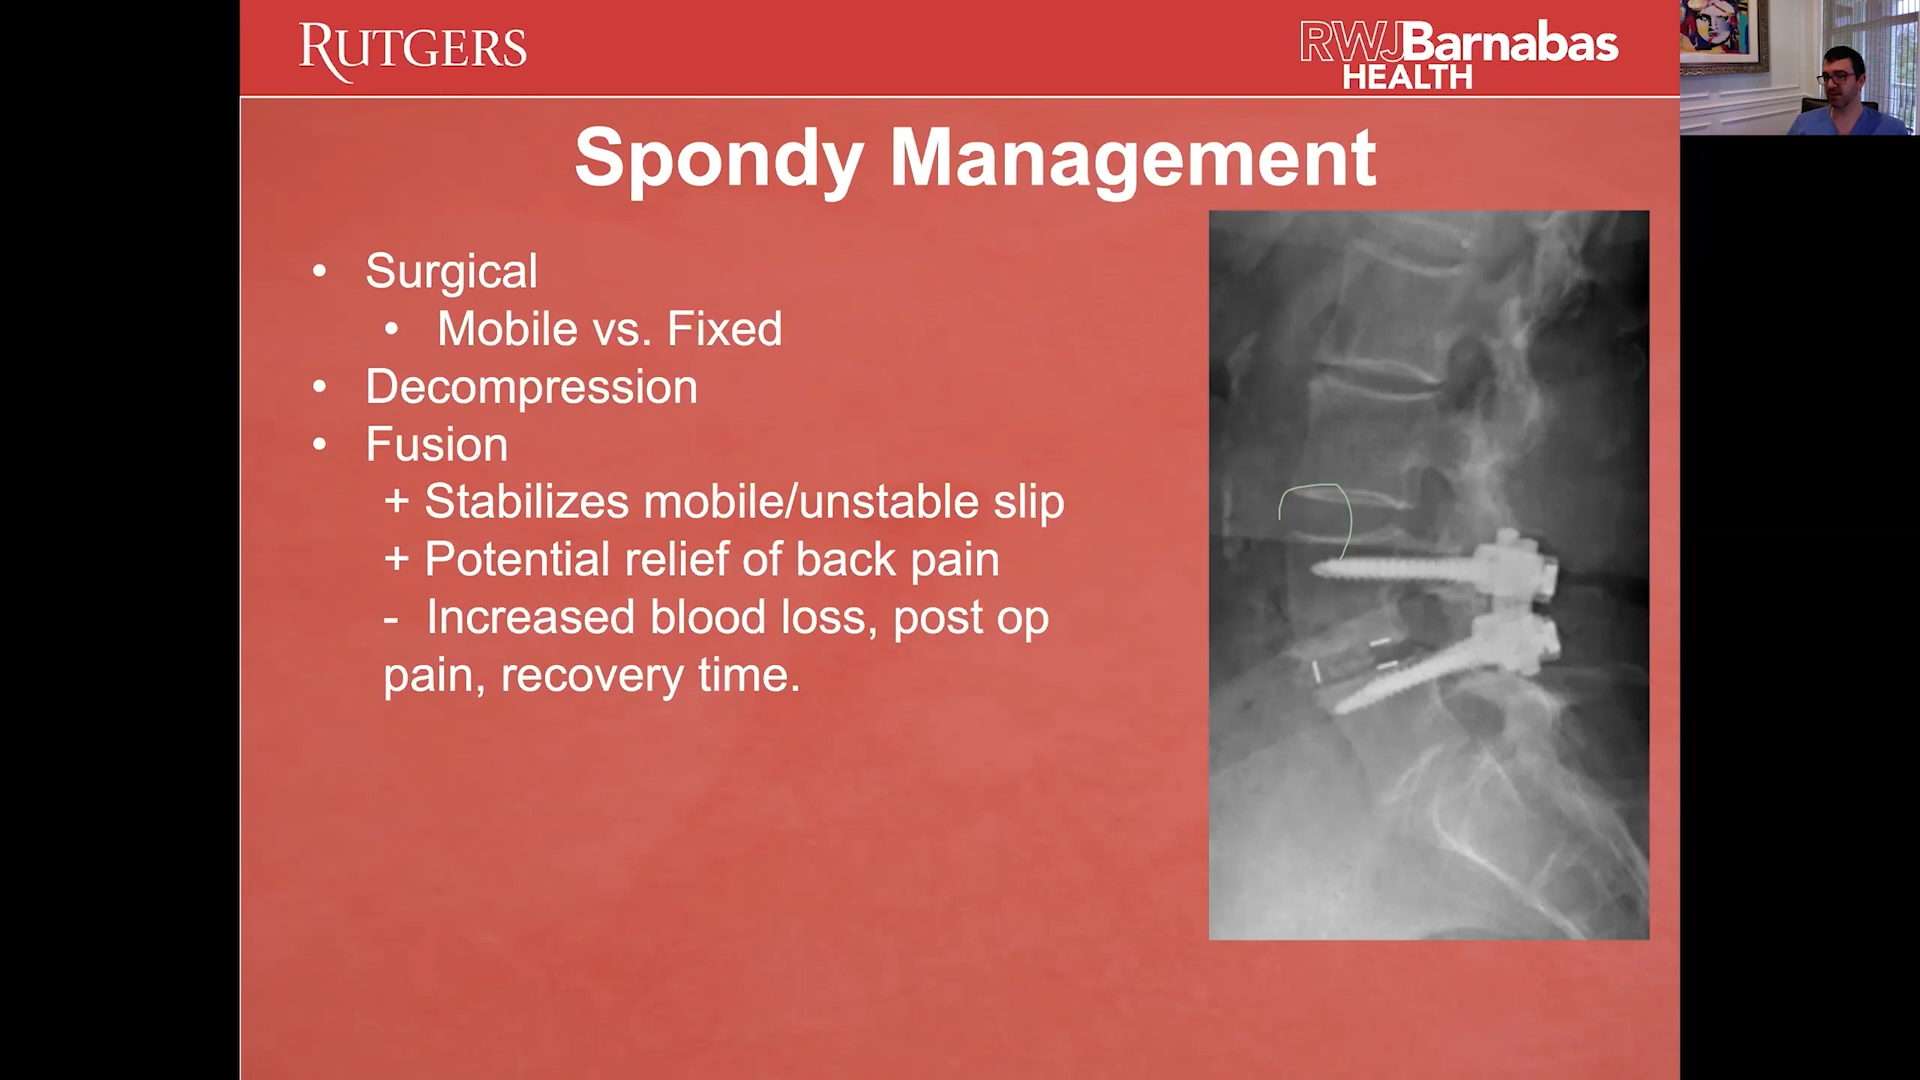 RUTGERS
RWJBarnabas
HEALTH
Spondy Management
• Surgical
• Mobile vs. Fixed
• Decompression
• Fusion
+ Stabilizes mobile/unstable slip
+ Potential relief of back pain
- Increased blood loss, post op
pain, recovery time.